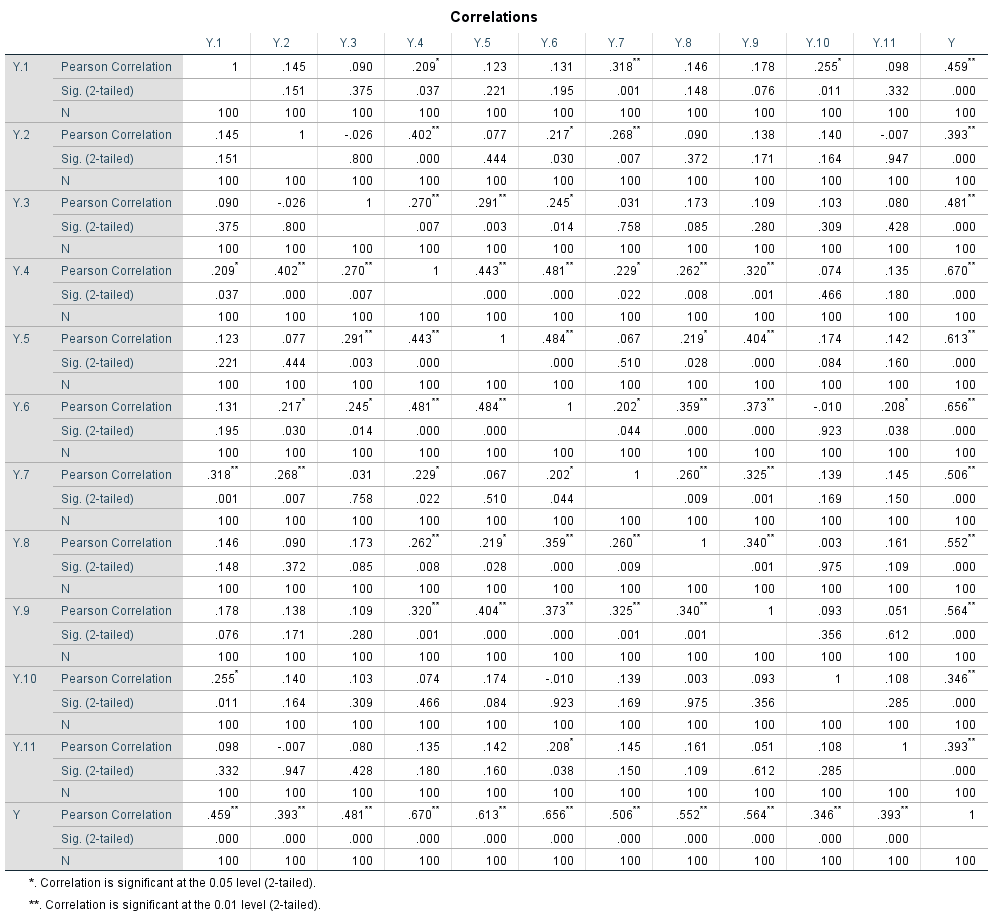 Correlations
Y.1 Y.2 Y.3 Y.4 Y.5 Y.6 Y.7 Y.8 Y.9 Y.10 Y.11 Y
Y.1 Pearson Correlation 1 .145 .090 .209* .123 .131 .318** .146 .178 .255* .098 .459**
Sig. (2-tailed) .151 .375 .037 .221 .195 .001 .148 .076 .011 .332 .000
N 100 100 100 100 100 100 100 100 100 100 100 100
Y.2 Pearson Correlation .145 1 -.026 .402** .077 .217* .268** .090 .138 .140 -.007 .393**
Sig. (2-tailed) .151 .800 .000 .444 .030 .007 .372 .171 .164 .947 .000
N 100 100 100 100 100 100 100 100 100 100 100 100
Y.3 Pearson Correlation .090 -.026 1 .270** .291** .245* .031 .173 .109 .103 .080 .481**
Sig. (2-tailed) .375 .800 .007 .003 .014 .758 .085 .280 .309 .428 .000
N 100 100 100 100 100 100 100 100 100 100 100 100
Y.4 Pearson Correlation .209* .402** .270** 1 .443** .481** .229* .262** .320** .074 .135 .670**
Sig. (2-tailed) .037 .000 .007 .000 .000 .022 .008 .001 .466 .180 .000
N 100 100 100 100 100 100 100 100 100 100 100 100
Y.5 Pearson Correlation .123 .077 .291** .443** 1 .484** .067 .219* .404** .174 .142 .613**
Sig. (2-tailed) .221 .444 .003 .000 .000 .510 .028 .000 .084 .160 .000
N 100 100 100 100 100 100 100 100 100 100 100 100
Y.6 Pearson Correlation .131 .217* .245* .481** .484** 1 .202* .359** .373** -.010 .208* .656**
Sig. (2-tailed) .195 .030 .014 .000 .000 .044 .000 .000 .923 .038 .000
N 100 100 100 100 100 100 100 100 100 100 100 100
Y.7 Pearson Correlation .318** .268** .031 .229* .067 .202* 1 .260** .325** .139 .145 .506**
Sig. (2-tailed) .001 .007 .758 .022 .510 .044 .009 .001 .169 .150 .000
N 100 100 100 100 100 100 100 100 100 100 100 100
Y.8 Pearson Correlation .146 .090 .173 .262** .219* .359** .260** 1 .340** .003 .161 .552**
Sig. (2-tailed) .148 .372 .085 .008 .028 .000 .009 .001 .975 .109 .000
N 100 100 100 100 100 100 100 100 100 100 100 100
Y.9 Pearson Correlation .178 .138 .109 .320** .404** .373** .325** .340** 1 .093 .051 .564**
Sig. (2-tailed) .076 .171 .280 .001 .000 .000 .001 .001 .356 .612 .000
N 100 100 100 100 100 100 100 100 100 100 100 100
Y.10 Pearson Correlation .255* .140 .103 .074 .174 -.010 .139 .003 .093 1 .108 .346**
Sig. (2-tailed) .011 .164 .309 .466 .084 .923 .169 .975 .356 .285 .000
N 100 100 100 100 100 100 100 100 100 100 100 100
Y.11 Pearson Correlation .098 -.007 .080 .135 .142 .208* .145 .161 .051 .108 1 .393**
Sig. (2-tailed) .332 .947 .428 .180 .160 .038 .150 .109 .612 .285 .000
N 100 100 100 100 100 100 100 100 100 100 100 100
Y Pearson Correlation .459** .393** .481** .670** .613** .656** .506** .552** .564** .346** .393** 1
Sig. (2-tailed) .000 .000 .000 .000 .000 .000 .000 .000 .000 .000 .000
N 100 100 100 100 100 100 100 100 100 100 100 100
*. Correlation is significant at the 0.05 level (2-tailed).
**. Correlation is significant at the 0.01 level (2-tailed).